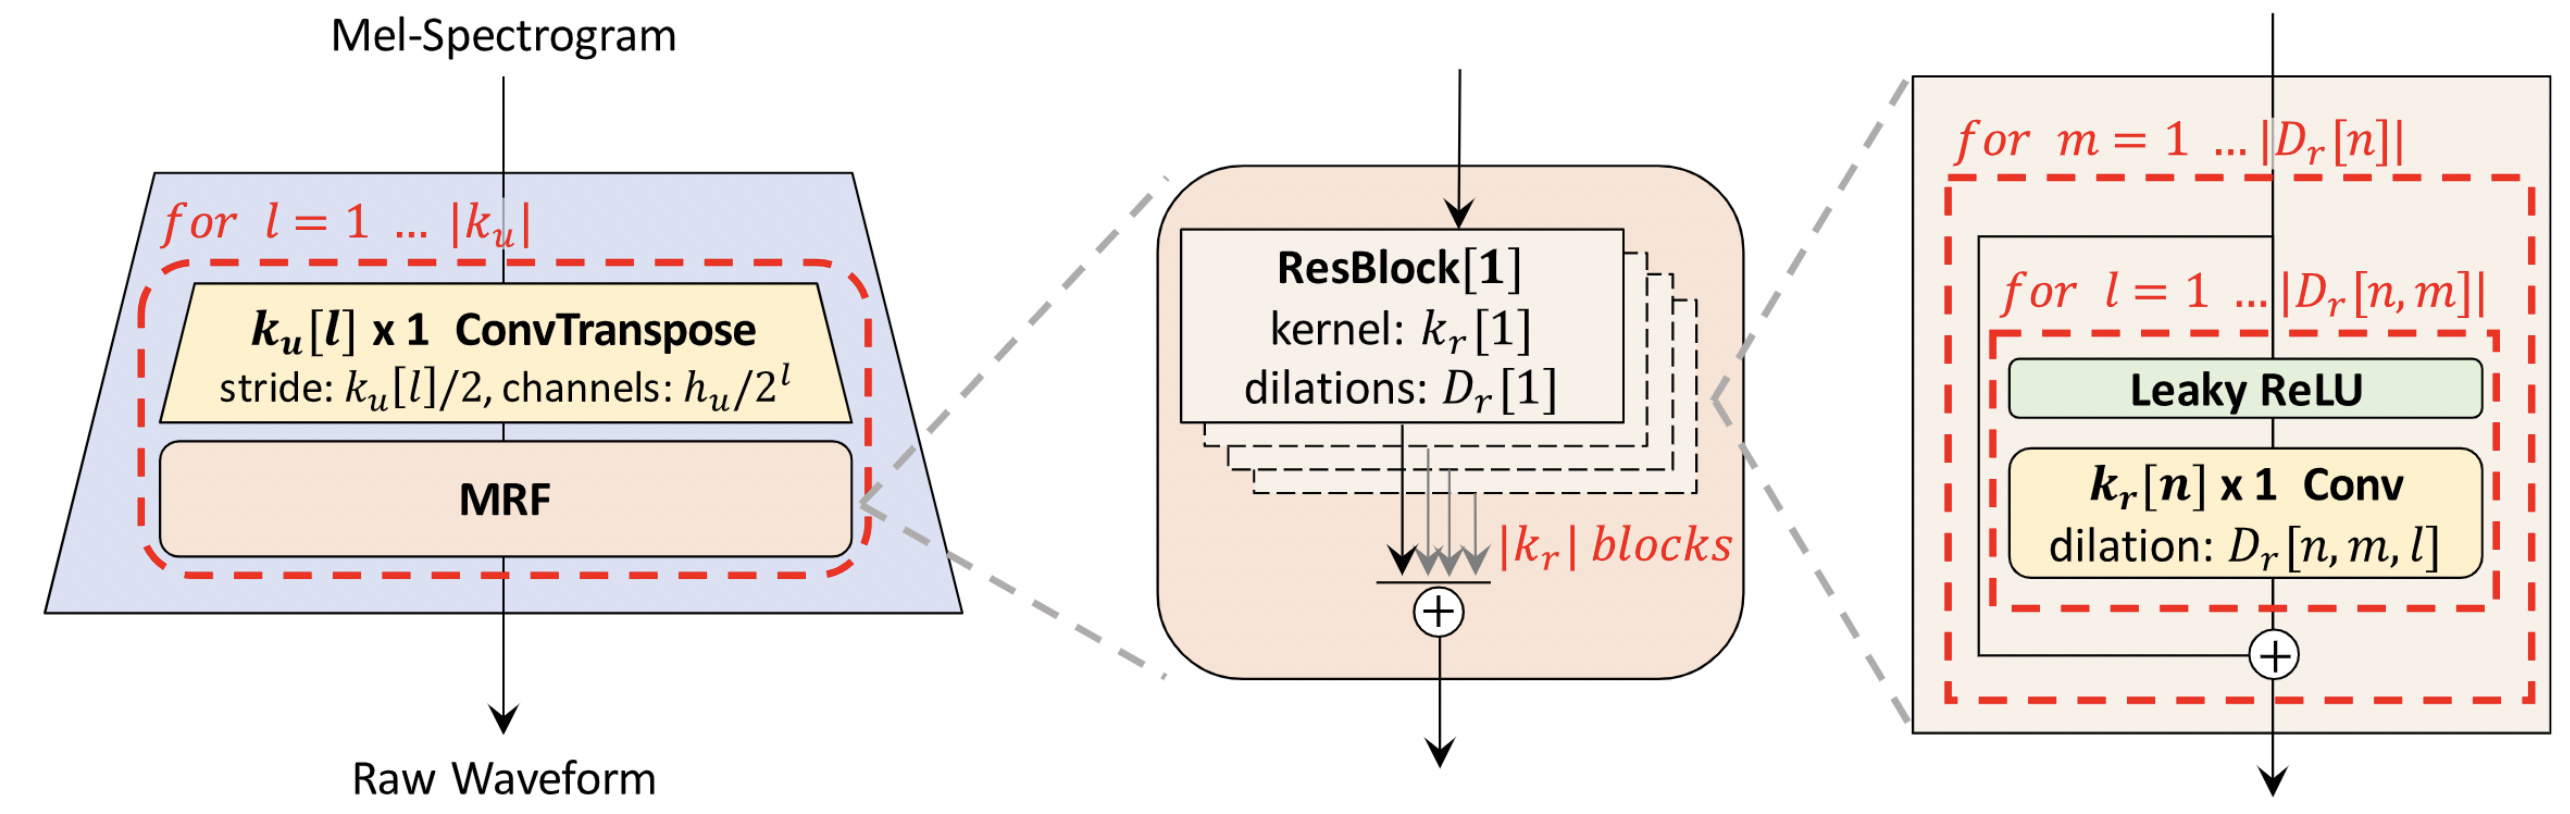 Mel-Spectrogram
for l = 1 ... |k_u|
k_u[l] x 1 ConvTranspose
stride: k_u[l]/2, channels: h_u/2^l
MRF
Raw Waveform
ResBlock[1]
kernel: k_r[1]
dilations: D_r[1]
|k_r| blocks
+
for m = 1 ... |D_r[n]|
for l = 1 ... |D_r[n, m]|
Leaky ReLU
k_r[n] x 1 Conv
dilation: D_r[n, m, l]
+